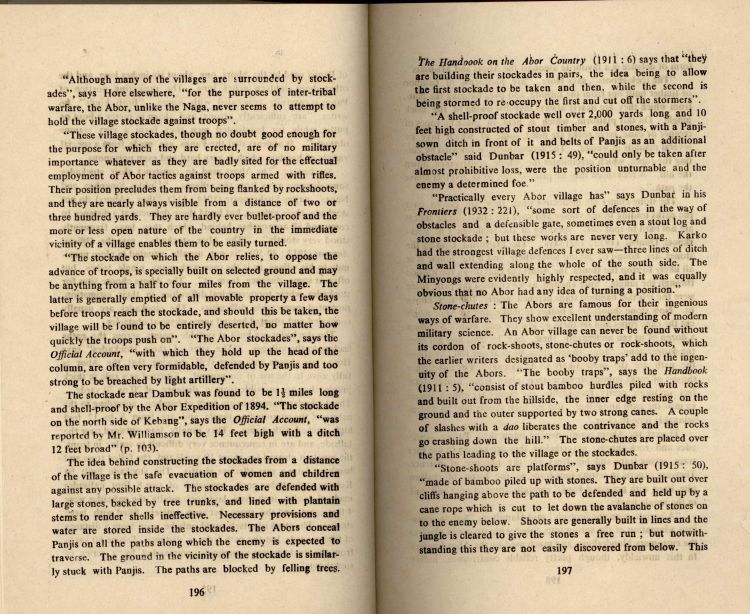 "Although many of the villages are surrounded by stock-
ades", says Hore elsewhere, "for the purposes of inter-tribal
warfare, the Abor, unlike the Naga, never seems to attempt to
hold the village stockade against troops".
"These village stockades, though no doubt good enough for
the purpose for which they are erected, are of no military
importance whatever as they are badly sited for the effectual
employment of Abor tactics against troops armed with rifles.
Their position precludes them from being flanked by rockshoots,
and they are nearly always visible from a distance of two or
three hundred yards. They are hardly ever bullet-proof and the
more or less open nature of the country in the immediate
vicinity of a village enables them to be easily turned.
"The stockade on which the Abor relies, to oppose the
advance of troops, is specially built on selected ground and may
be anything from a half to four miles from the village. The
latter is generally emptied of all movable property a few days
before troops reach the stockade, and should this be taken, the
village will be found to be entirely deserted, no matter how
quickly the troops push on". "The Abor stockades", says the
Official Account, "with which they hold up the head of the
column, are often very formidable, defended by Panjis and too
strong to be breached by light artillery".
The stockade near Dambuk was found to be 1½ miles long
and shell-proof by the Abor Expedition of 1894. "The stockade
on the north side of Kebang", says the Official Account, "was
reported by Mr. Williamson to be 14 feet high with a ditch
12 feet broad" (p. 103).
The idea behind constructing the stockades from a distance
of the village is the safe evacuation of women and children
against any possible attack. The stockades are defended with
large stones, backed by tree trunks, and lined with plantain
stems to render shells ineffective. Necessary provisions and
water are stored inside the stockades. The Abors conceal
Panjis on all the paths along which the enemy is expected to
traverse. The ground in the vicinity of the stockade is similar-
ly stuck with Panjis. The paths are blocked by felling trees.
196
The Handbook on the Abor Country (1911 : 6) says that "they
are building their stockades in pairs, the idea being to allow
the first stockade to be taken and then, while the second is
being stormed to re-occupy the first and cut off the stormers".
"A shell-proof stockade well over 2,000 yards long and 10
feet high constructed of stout timber and stones, with a Panji-
sown ditch in front of it and belts of Panjis as an additional
obstacle" said Dunbar (1915 : 49), "could only be taken after
almost prohibitive loss, were the position unturnable and the
enemy a determined foe."
"Practically every Abor village has" says Dunbar in his
Frontiers (1932 : 221), "some sort of defences in the way of
obstacles and a defensible gate, sometimes even a stout log and
stone stockade ; but these works are never very long. Karko
had the strongest village defences I ever saw—three lines of ditch
and wall extending along the whole of the south side. The
Minyongs were evidently highly respected, and it was equally
obvious that no Abor had any idea of turning a position."
Stone-chutes : The Abors are famous for their ingenious
ways of warfare. They show excellent understanding of modern
military science. An Abor village can never be found without
its cordon of rock-shoots, stone-chutes or rock-shoots, which
the earlier writers designated as 'booby traps' add to the ingen-
uity of the Abors. "The booby traps", says the Handbook
(1911 : 5), "consist of stout bamboo hurdles piled with rocks
and built out from the hillside, the inner edge resting on the
ground and the outer supported by two strong canes. A couple
of slashes with a dao liberates the contrivance and the rocks
go crashing down the hill." The stone-chutes are placed over
the paths leading to the village or the stockades.
"Stone-shoots are platforms", says Dunbar (1915 : 50),
"made of bamboo piled up with stones. They are built out over
cliffs hanging above the path to be defended and held up by a
cane rope which is cut to let down the avalanche of stones on
to the enemy below. Shoots are generally built in lines and the
jungle is cleared to give the stones a free run ; but notwith-
standing this they are not easily discovered from below. This
197